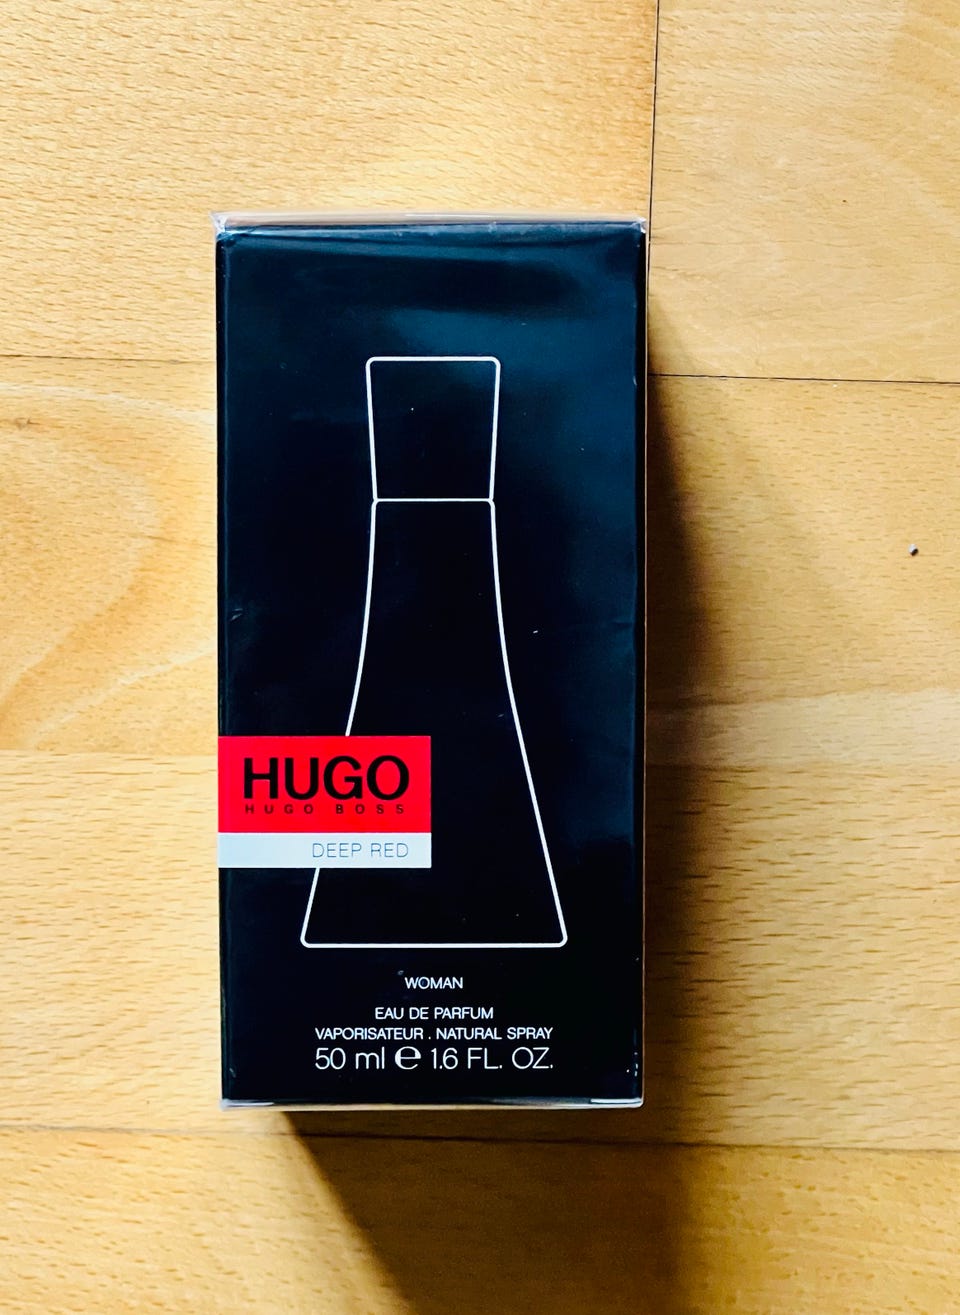 HUGO
HUGO BOSS
DEEP RED
WOMAN
EAU DE PARFUM
VAPORISATEUR . NATURAL SPRAY
50 ml ℮ 1.6 FL. OZ.